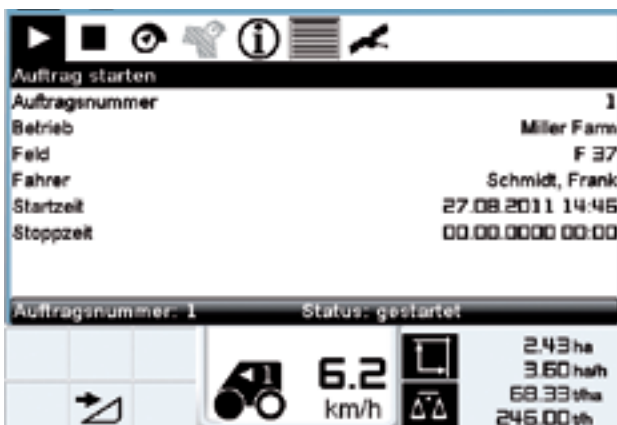 Auftrag starten
Auftragsnummer 1
Betrieb Miller Farm
Feld F 37
Fahrer Schmidt, Frank
Startzeit 27.08.2011 14:46
Stoppzeit 00.00.0000 00:00
Auftragsnummer: 1 Status: gestartet
1
6.2
km/h
2.43 ha
3.60 ha/h
68.33 t/ha
246.00 t/h